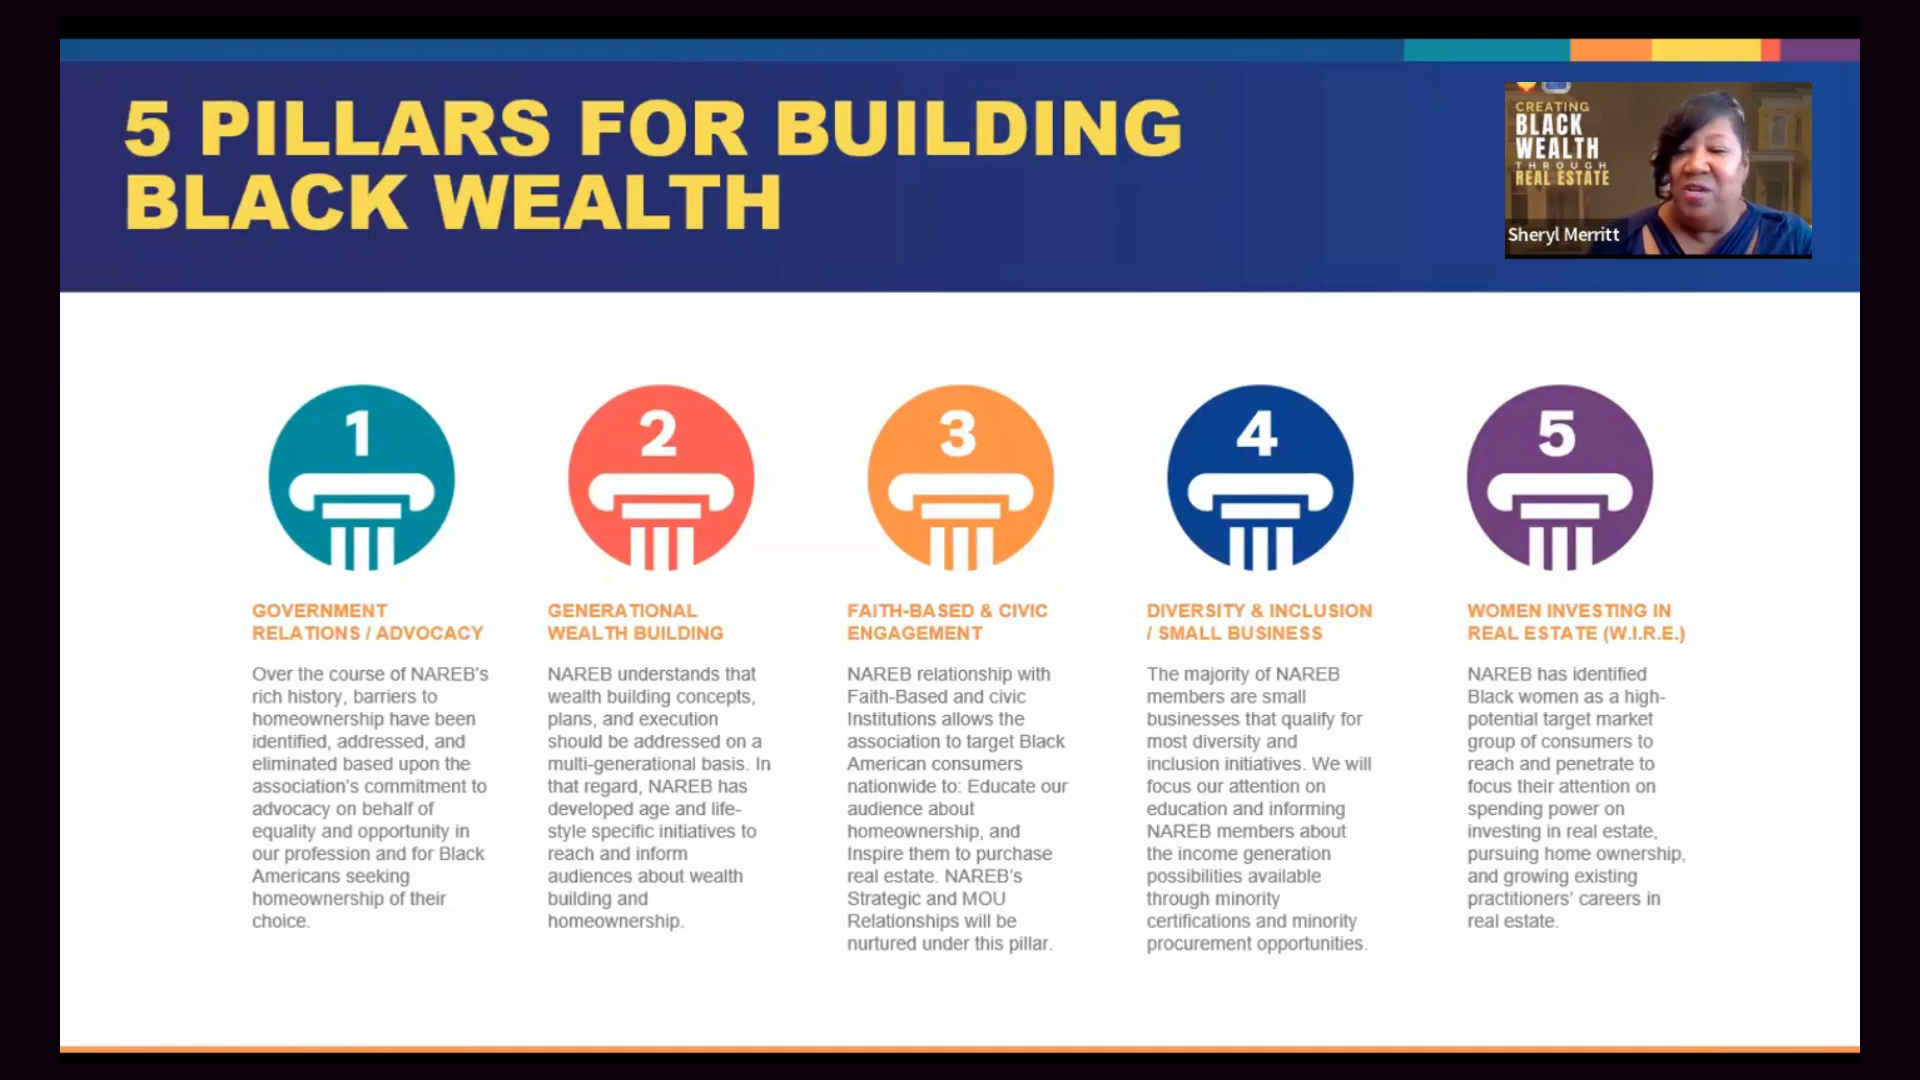 5 PILLARS FOR BUILDING
BLACK WEALTH
CREATING
BLACK
WEALTH
THROUGH
REAL ESTATE
Sheryl Merritt
1
GOVERNMENT
RELATIONS / ADVOCACY
Over the course of NAREB's
rich history, barriers to
homeownership have been
identified, addressed, and
eliminated based upon the
association's commitment to
advocacy on behalf of
equality and opportunity in
our profession and for Black
Americans seeking
homeownership of their
choice.
2
GENERATIONAL
WEALTH BUILDING
NAREB understands that
wealth building concepts,
plans, and execution
should be addressed on a
multi-generational basis. In
that regard, NAREB has
developed age and life-
style specific initiatives to
reach and inform
audiences about wealth
building and
homeownership.
3
FAITH-BASED & CIVIC
ENGAGEMENT
NAREB relationship with
Faith-Based and civic
Institutions allows the
association to target Black
American consumers
nationwide to: Educate our
audience about
homeownership, and
Inspire them to purchase
real estate. NAREB's
Strategic and MOU
Relationships will be
nurtured under this pillar.
4
DIVERSITY & INCLUSION
/ SMALL BUSINESS
The majority of NAREB
members are small
businesses that qualify for
most diversity and
inclusion initiatives. We will
focus our attention on
education and informing
NAREB members about
the income generation
possibilities available
through minority
certifications and minority
procurement opportunities.
5
WOMEN INVESTING IN
REAL ESTATE (W.I.R.E.)
NAREB has identified
Black women as a high-
potential target market
group of consumers to
reach and penetrate to
focus their attention on
spending power on
investing in real estate,
pursuing home ownership,
and growing existing
practitioners' careers in
real estate.